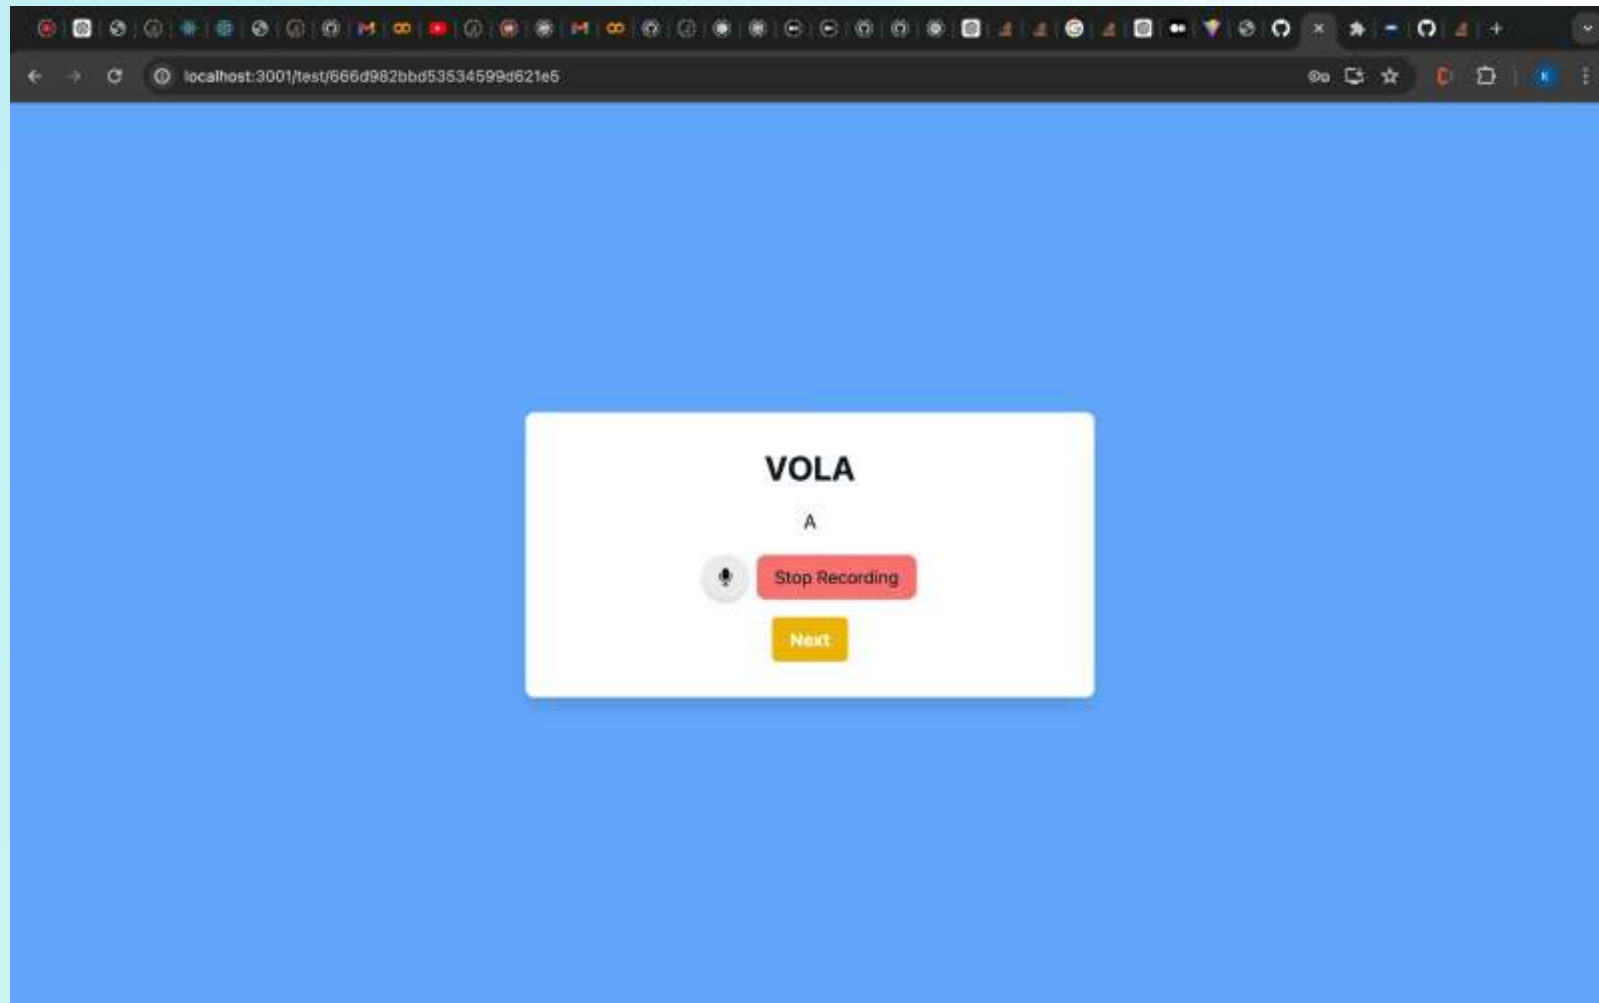 localhost:3001/test/666d982bbd53534599d621e5
VOLA
A
Stop Recording
Next